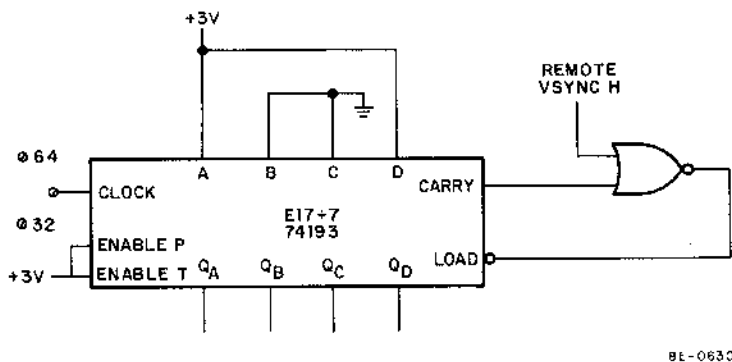 +3V
REMOTE
VSYNC H
ø64
A B C D
CLOCK
CARRY
ø32
E17÷7
74193
ENABLE P
+3V
ENABLE T
QA QB QC QD
LOAD
BE-0630